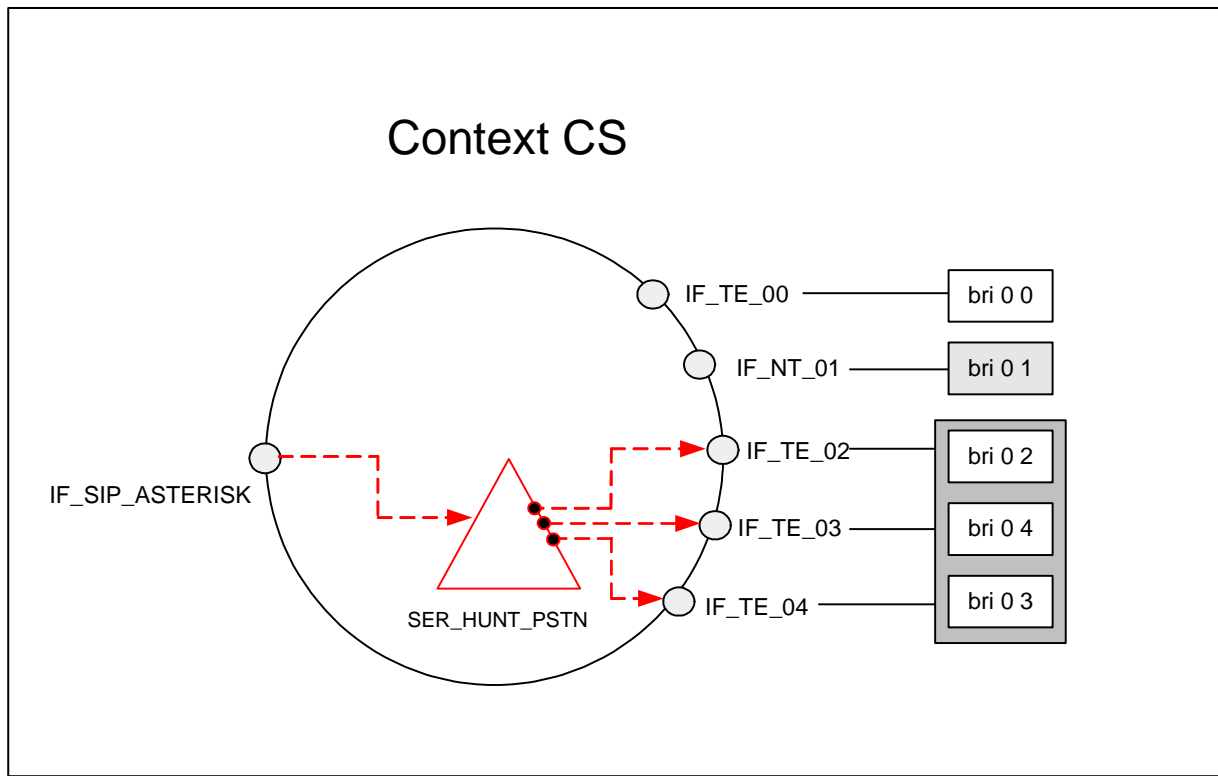 Context CS
IF_TE_00
bri 0 0
IF_NT_01
bri 0 1
IF_TE_02
bri 0 2
IF_SIP_ASTERISK
IF_TE_03
bri 0 4
IF_TE_04
bri 0 3
SER_HUNT_PSTN